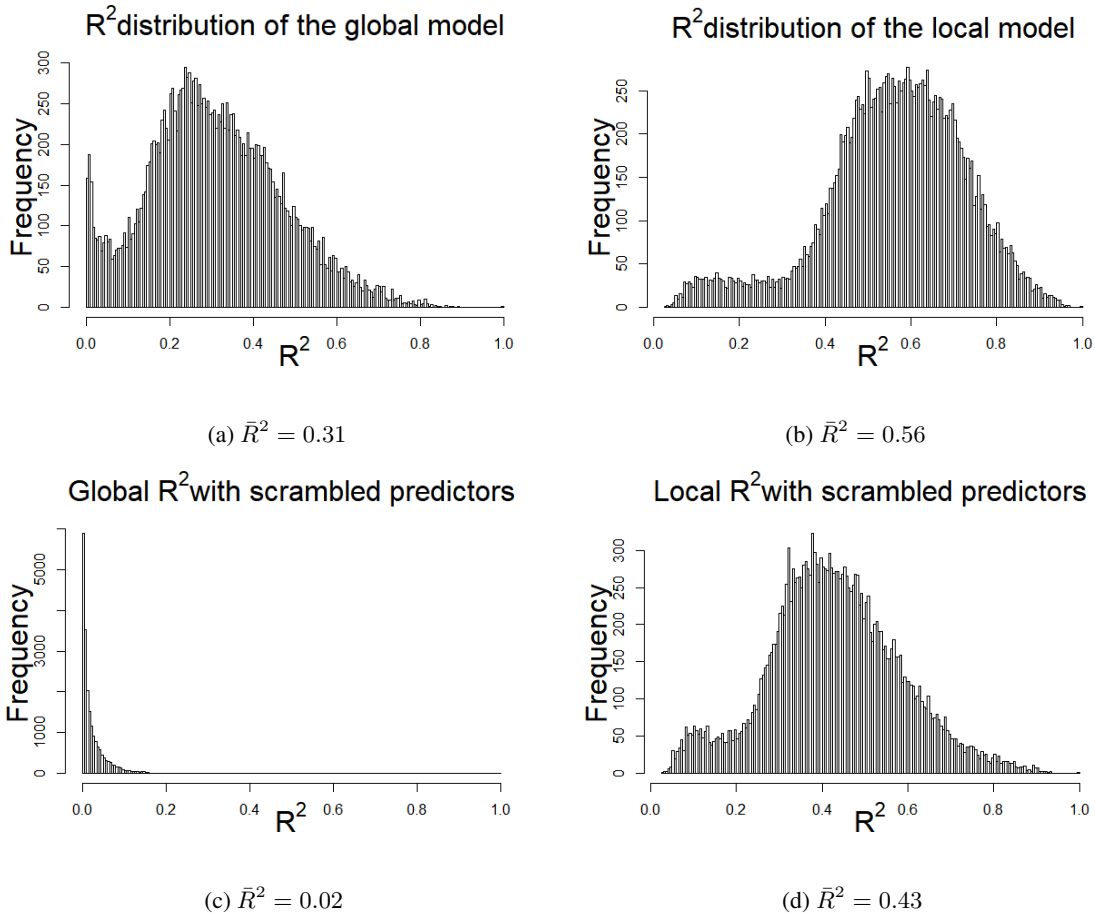 R²distribution of the global model
Frequency
0 50 100 150 200 250 300
0.0 0.2 0.4 0.6 0.8 1.0
R²
(a) R̄² = 0.31
R²distribution of the local model
Frequency
0 50 100 150 200 250
0.0 0.2 0.4 0.6 0.8 1.0
R²
(b) R̄² = 0.56
Global R²with scrambled predictors
Frequency
0 1000 3000 5000
0.0 0.2 0.4 0.6 0.8 1.0
R²
(c) R̄² = 0.02
Local R²with scrambled predictors
Frequency
0 50 100 150 200 250 300
0.0 0.2 0.4 0.6 0.8 1.0
R²
(d) R̄² = 0.43